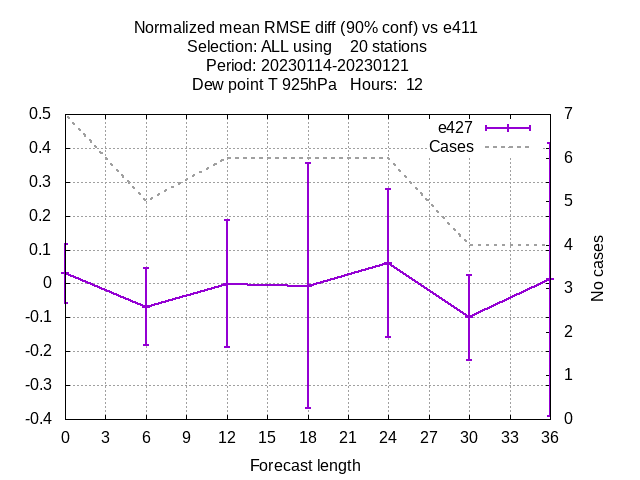 Normalized mean RMSE diff (90% conf) vs e411
Selection: ALL using    20 stations
Period: 20230114-20230121
Dew point T 925hPa   Hours:  12
e427
Cases
0.5
0.4
0.3
0.2
0.1
0
-0.1
-0.2
-0.3
-0.4
7
6
5
4
3
2
1
0
No cases
0 3 6 9 12 15 18 21 24 27 30 33 36
Forecast length